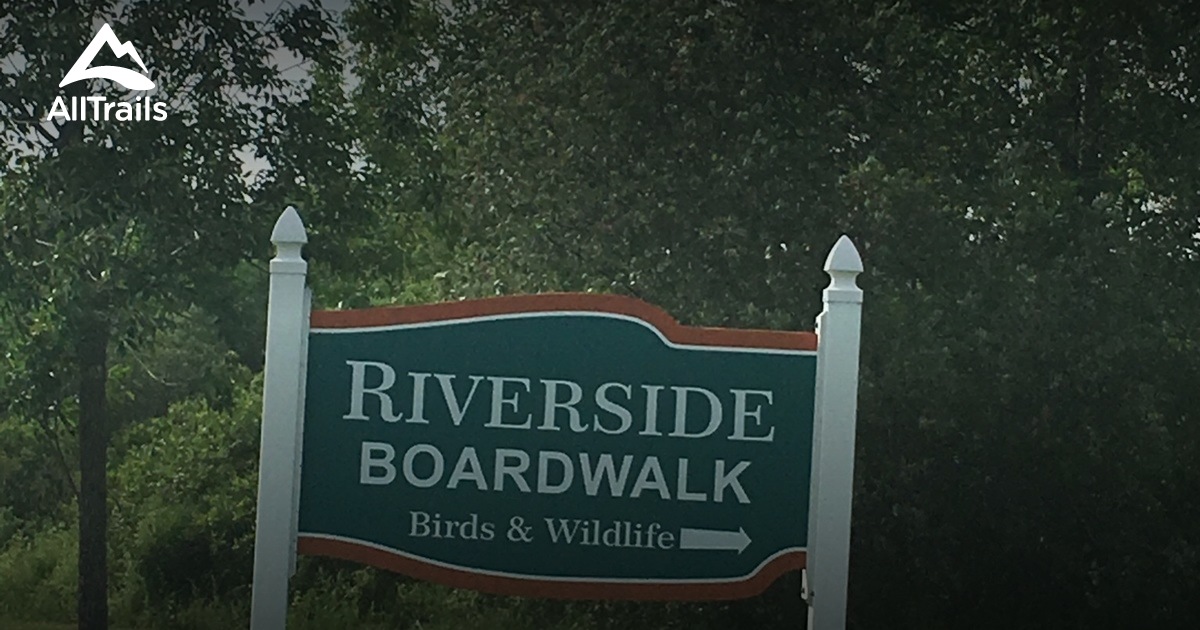 AllTrails
RIVERSIDE
BOARDWALK
Birds & Wildlife